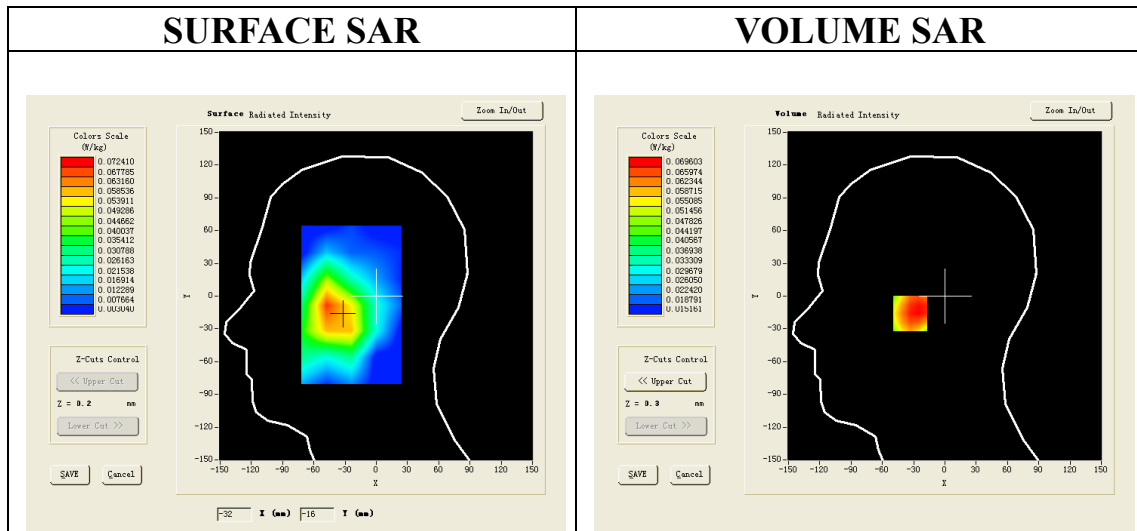 SURFACE SAR
VOLUME SAR
Surface Radiated Intensity
Zoom In/Out
Colors Scale
(W/kg)
0.072410
0.067785
0.063160
0.058536
0.053911
0.049286
0.044662
0.040037
0.035412
0.030788
0.026163
0.021538
0.016914
0.012289
0.007664
0.003040
150
120
90
60
30
0
-30
-60
-90
-120
-150
Y
-150 -120 -90 -60 -30 0 30 60 90 120 150
X
Z-Cuts Control
<< Upper Cut
Z = 0.2 mm
Lower Cut >>
SAVE Cancel
-32 X (mm) -16 Y (mm)
Volume Radiated Intensity
Zoom In/Out
Colors Scale
(W/kg)
0.069603
0.065974
0.062344
0.058715
0.055085
0.051456
0.047826
0.044197
0.040567
0.036938
0.033309
0.029679
0.026050
0.022420
0.018791
0.015161
150
120
90
60
30
0
-30
-60
-90
-120
-150
Y
-150 -120 -90 -60 -30 0 30 60 90 120 150
X
Z-Cuts Control
<< Upper Cut
Z = 0.3 mm
Lower Cut >>
SAVE Cancel